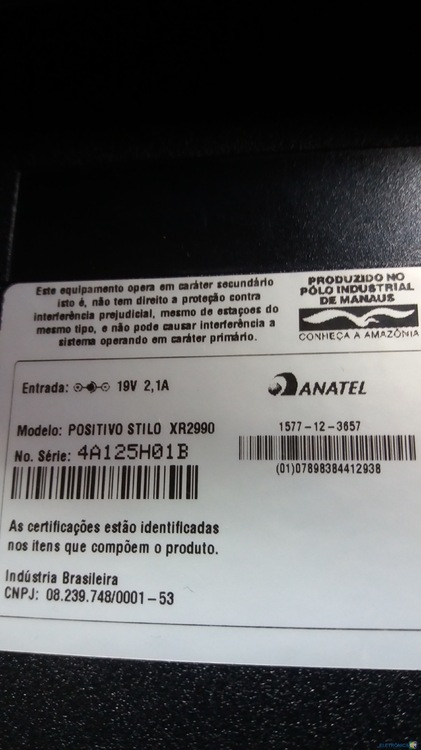 Este equipamento opera em caráter secundário
isto é, não tem direito a proteção contra
interferência prejudicial, mesmo de estações do
mesmo tipo, e não pode causar interferência a
sistema operando em caráter primário.
PRODUZIDO NO
PÓLO INDUSTRIAL
DE MANAUS
CONHEÇA A AMAZÔNIA
Entrada: 19V 2,1A
ANATEL
Modelo: POSITIVO STILO XR2990
No. Série: 4A125H01B
1577-12-3657
(01)07898384412938
As certificações estão identificadas
nos itens que compõem o produto.
Indústria Brasileira
CNPJ: 08.239.748/0001-53